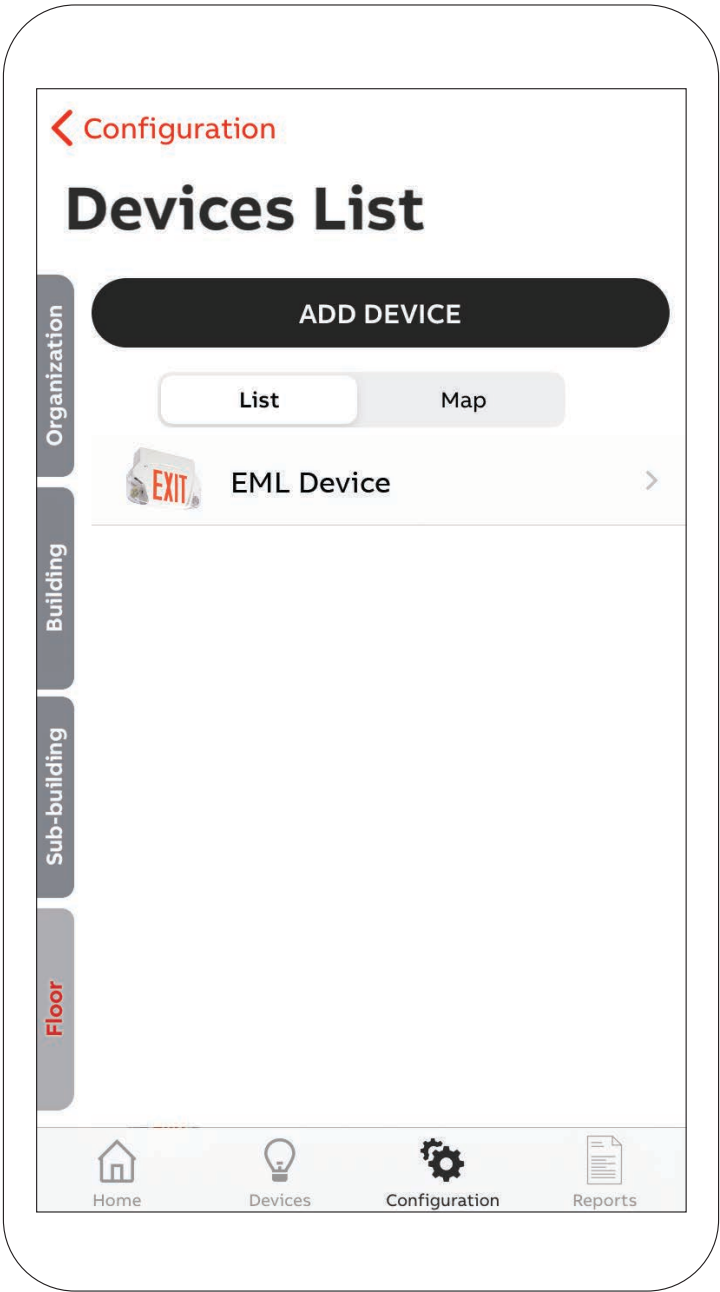 Configuration
Devices List
Organization
Building
Sub-building
Floor
ADD DEVICE
List
Map
EXIT
EML Device
Home
Devices
Configuration
Reports